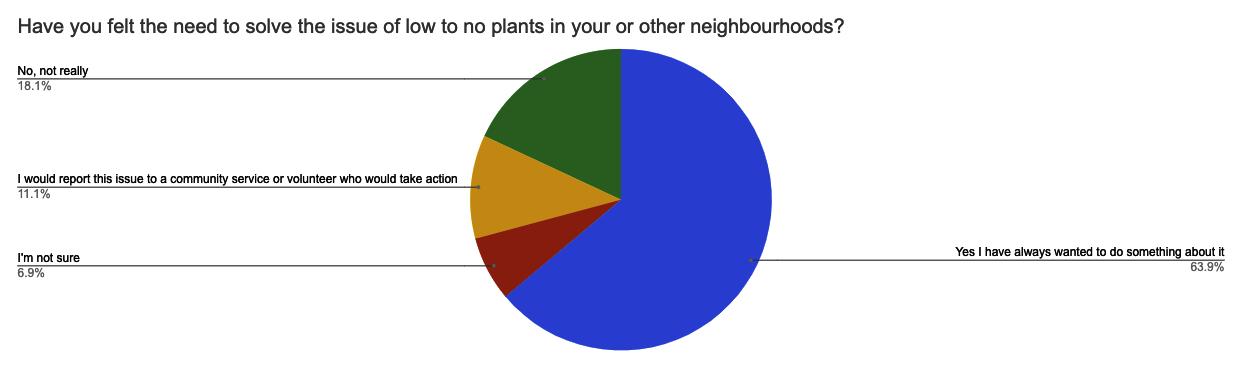 Have you felt the need to solve the issue of low to no plants in your or other neighbourhoods?
No, not really
18.1%
I would report this issue to a community service or volunteer who would take action
11.1%
I'm not sure
6.9%
Yes I have always wanted to do something about it
63.9%